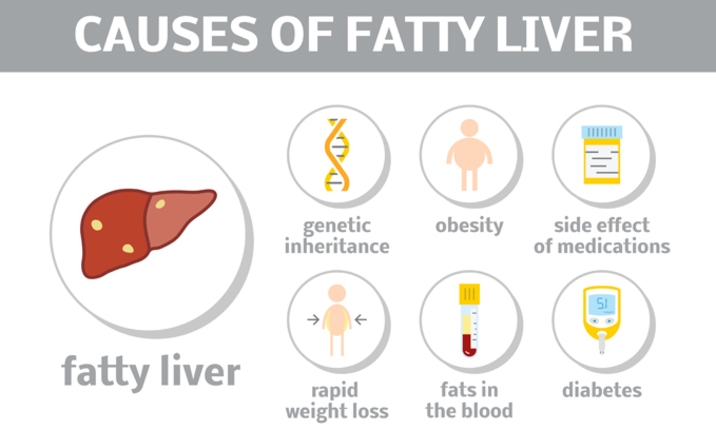 CAUSES OF FATTY LIVER
genetic
inheritance
obesity
side effect
of medications
fatty liver
rapid
weight loss
fats in
the blood
diabetes